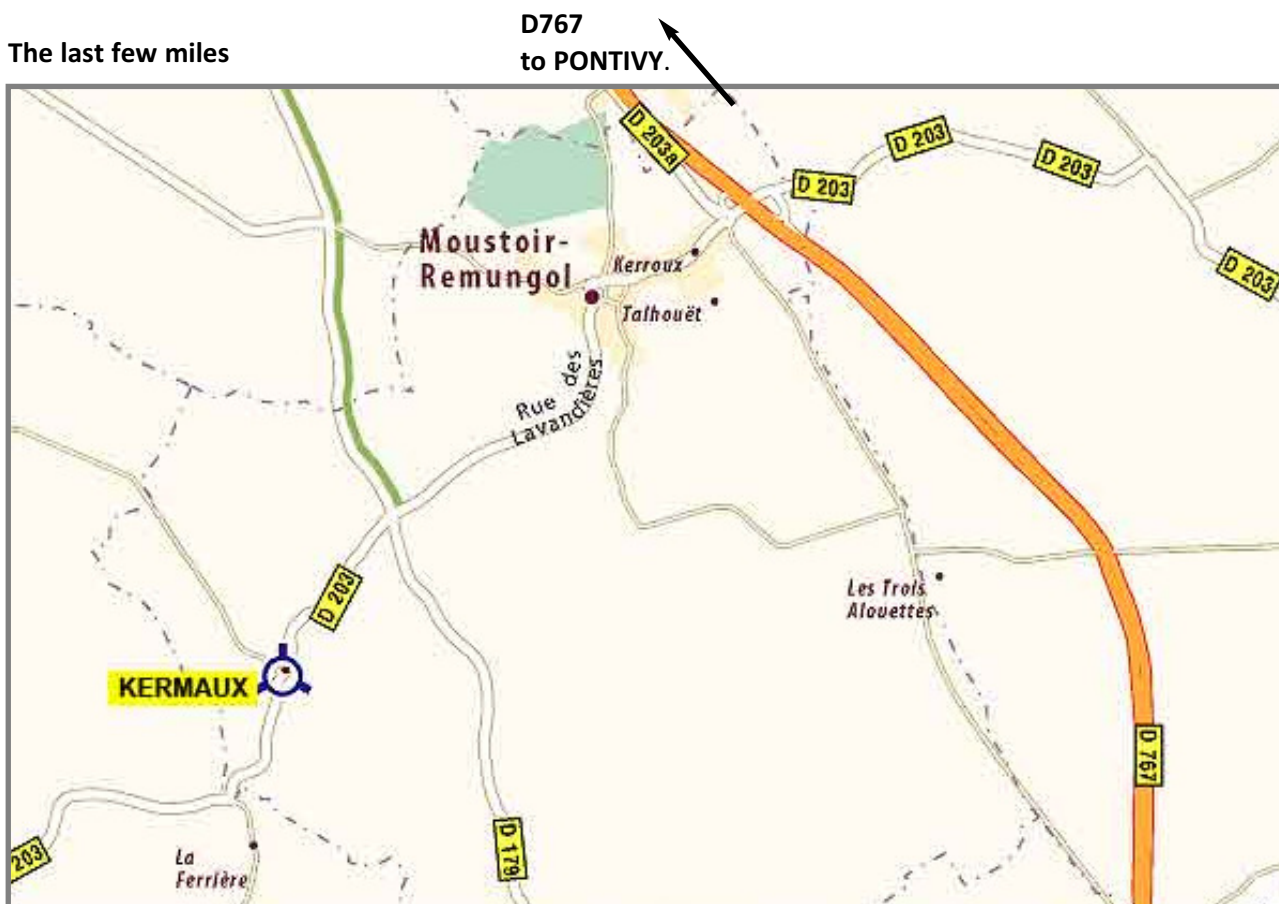 D767
to PONTIVY.
The last few miles
D 203a
D 203
D 203
D 203
D 203
Moustoir-
Remungol
Kerroux
Talhouët
Rue des
Lavandières
D 203
Les Trois
Alouettes
KERMAUX
D 767
203
La
Ferrière
D 179